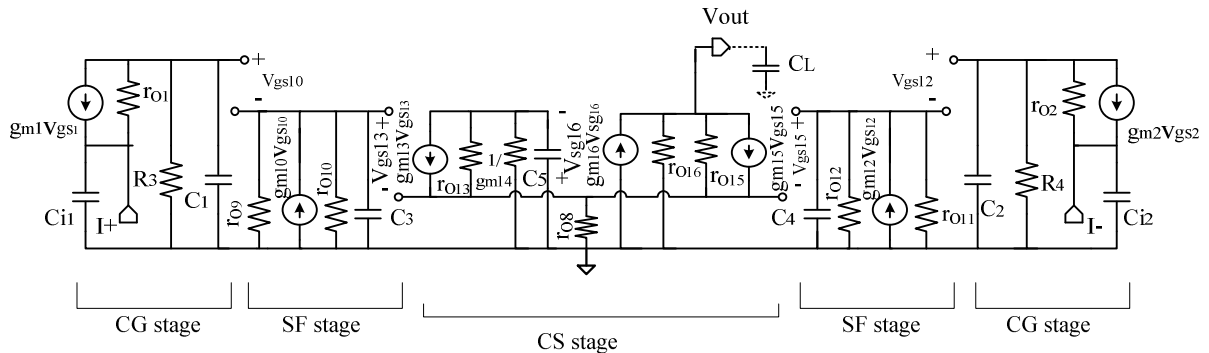 Vout
CL
+
Vgs10
-
gm1Vgs1
rO1
Ci1
I+
R3
C1
rO9
gm10Vgs10
rO10
C3
Vgs13
+
-
gm13Vgs13
rO13
1/
gm14
C5
-
Vsg16
+
gm16Vsg16
rO8
rO16
rO15
gm15Vgs15
Vgs15
+
-
C4
rO12
gm12Vgs12
rO11
+
Vgs12
-
C2
R4
rO2
I-
gm2Vgs2
Ci2
CG stage
SF stage
CS stage
SF stage
CG stage